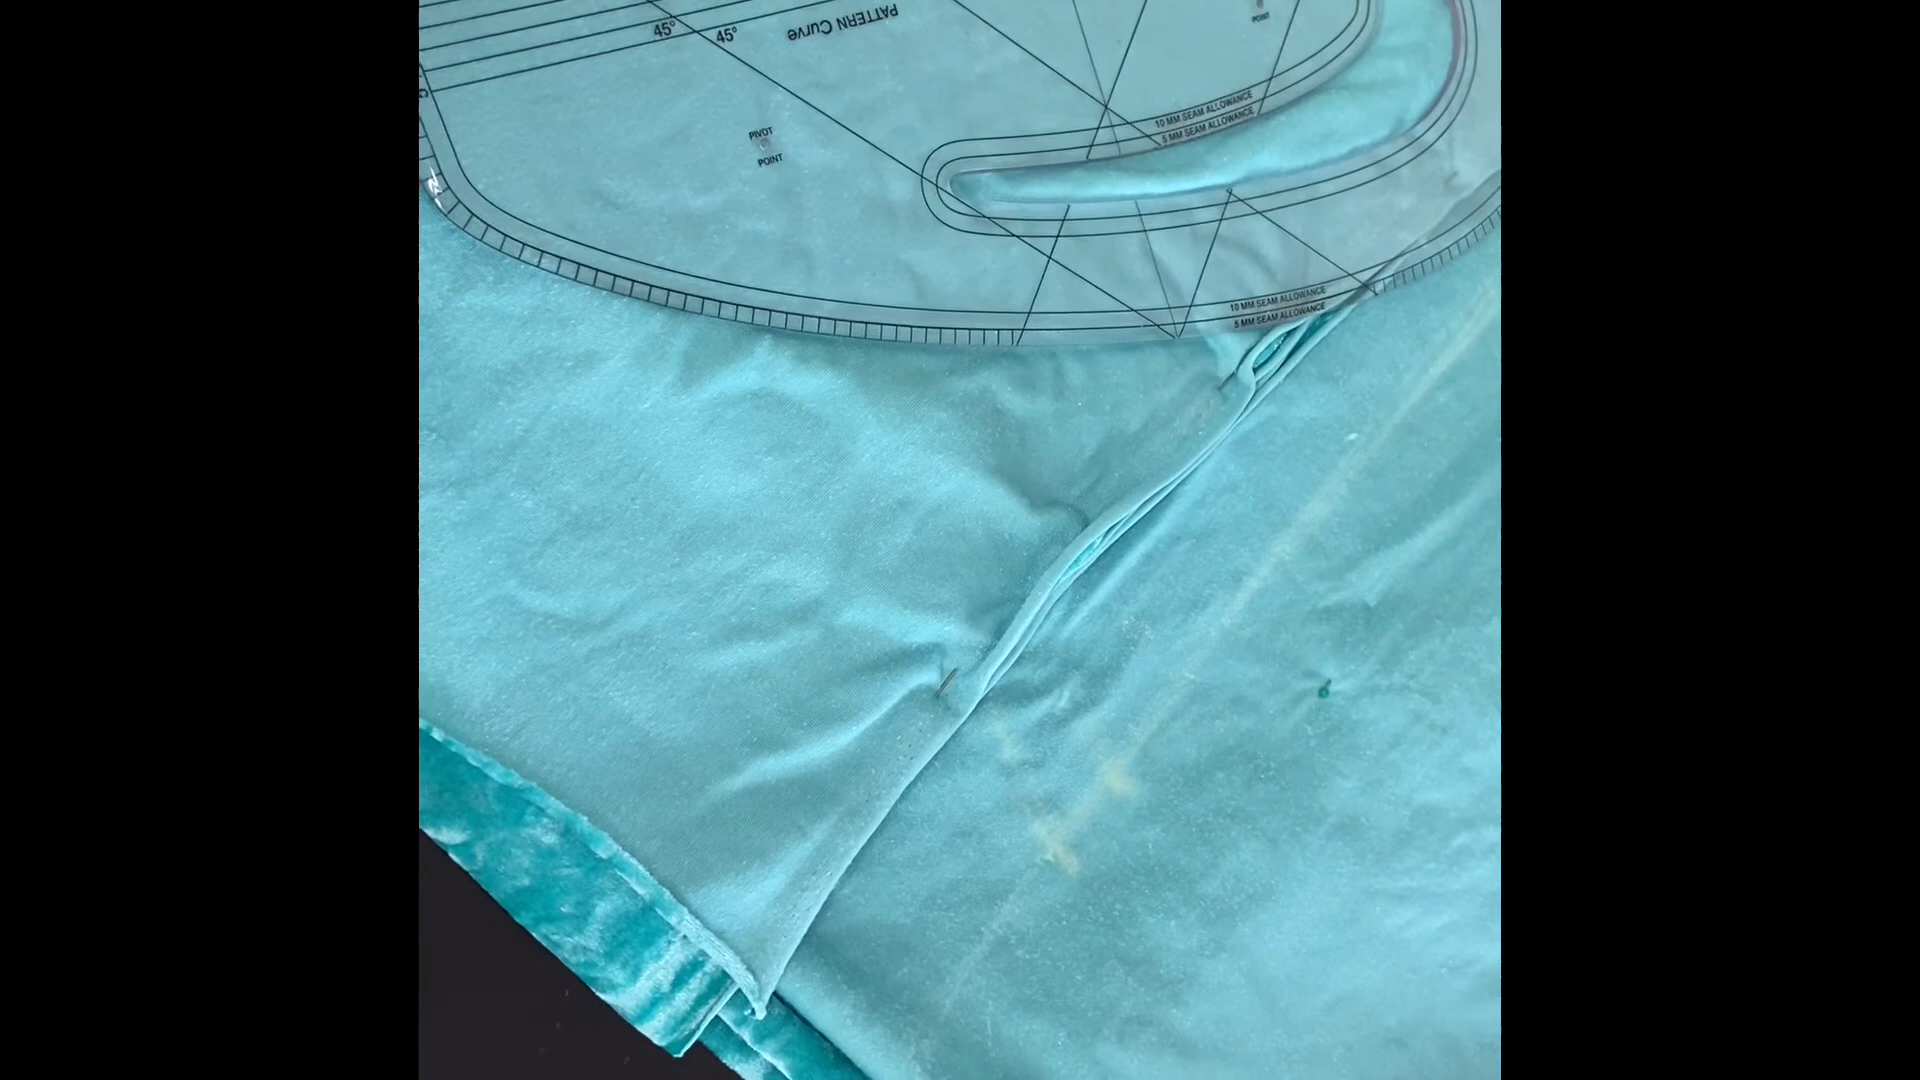 PATTERN Curve
45°
45°
POINT
PIVOT
POINT
10 MM SEAM ALLOWANCE
5 MM SEAM ALLOWANCE
10 MM SEAM ALLOWANCE
5 MM SEAM ALLOWANCE